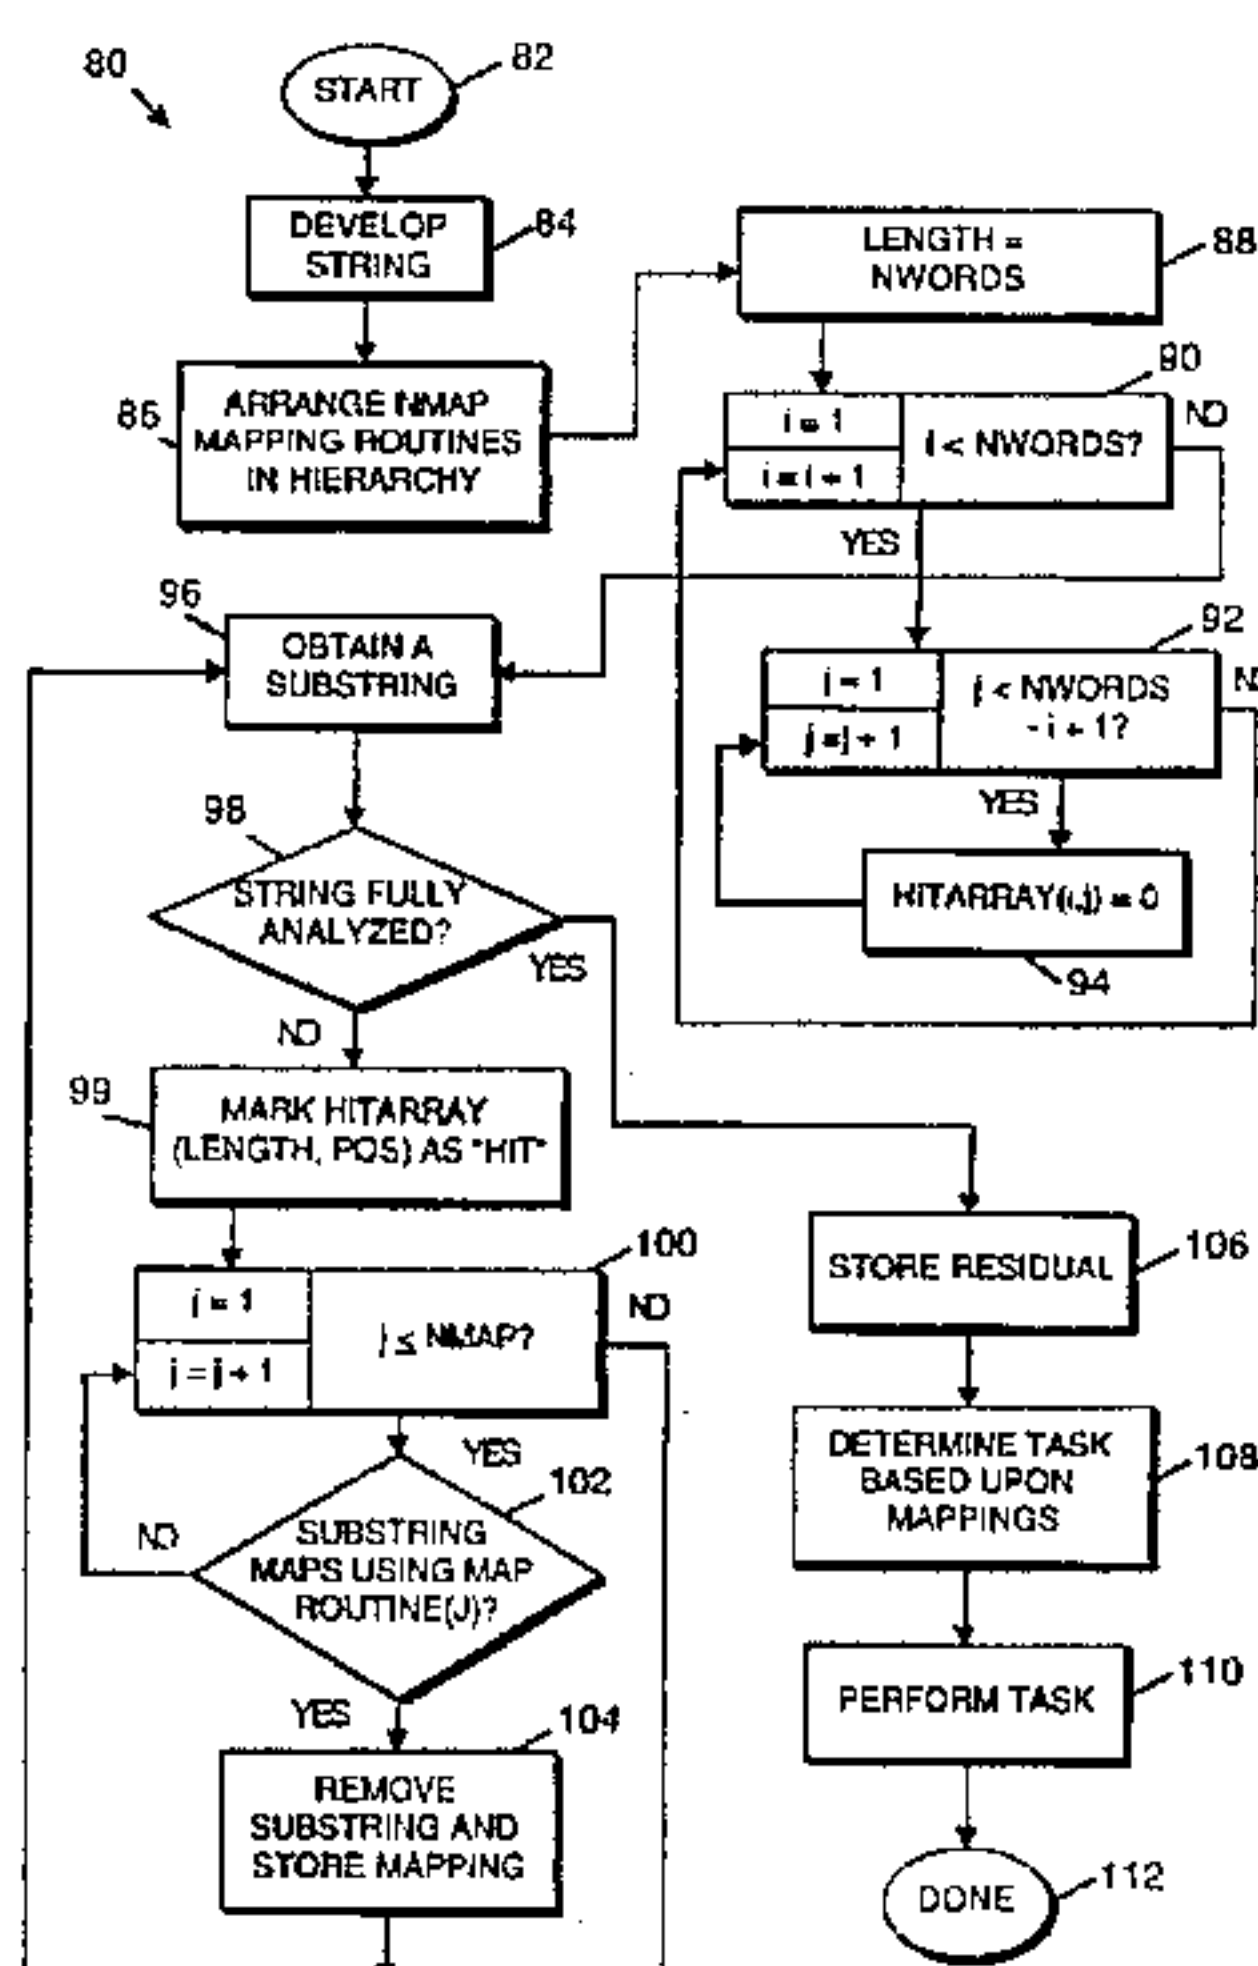 80
START
82
DEVELOP
STRING
84
ARRANGE NMAP
MAPPING ROUTINES
IN HIERARCHY
86
LENGTH =
NWORDS
88
90
i = 1
i = i + 1
i < NWORDS?
NO
YES
92
j = 1
j = j + 1
j < NWORDS
- i + 1?
YES
HITARRAY(i,j) = 0
94
96
OBTAIN A
SUBSTRING
98
STRING FULLY
ANALYZED?
YES
NO
99
MARK HITARRAY
(LENGTH, POS) AS "HIT"
100
j = 1
j = j + 1
j ≤ NMAP?
NO
YES
102
SUBSTRING
MAPS USING MAP
ROUTINE(J)?
NO
YES
104
REMOVE
SUBSTRING AND
STORE MAPPING
STORE RESIDUAL
106
DETERMINE TASK
BASED UPON
MAPPINGS
108
PERFORM TASK
110
DONE
112